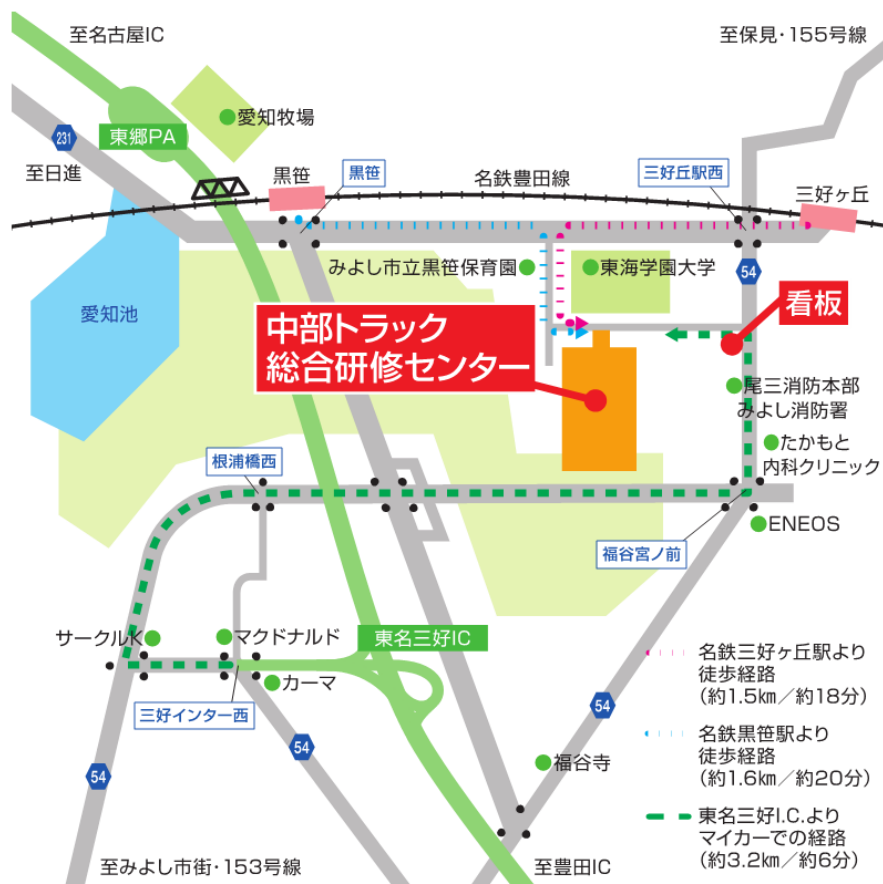 至名古屋IC
至保見・155号線
愛知牧場
231
東郷PA
至日進
黒笹
黒笹
名鉄豊田線
三好丘駅西
三好ヶ丘
みよし市立黒笹保育園
東海学園大学
54
愛知池
中部トラック
総合研修センター
看板
尾三消防本部
みよし消防署
たかもと
内科クリニック
根浦橋西
ENEOS
福谷宮ノ前
サークルK
マクドナルド
東名三好IC
カーマ
三好インター西
54
54
54
福谷寺
名鉄三好ヶ丘駅より
徒歩経路
(約1.5km/約18分)
名鉄黒笹駅より
徒歩経路
(約1.6km/約20分)
東名三好I.C.より
マイカーでの経路
(約3.2km/約6分)
至みよし市街・153号線
至豊田IC